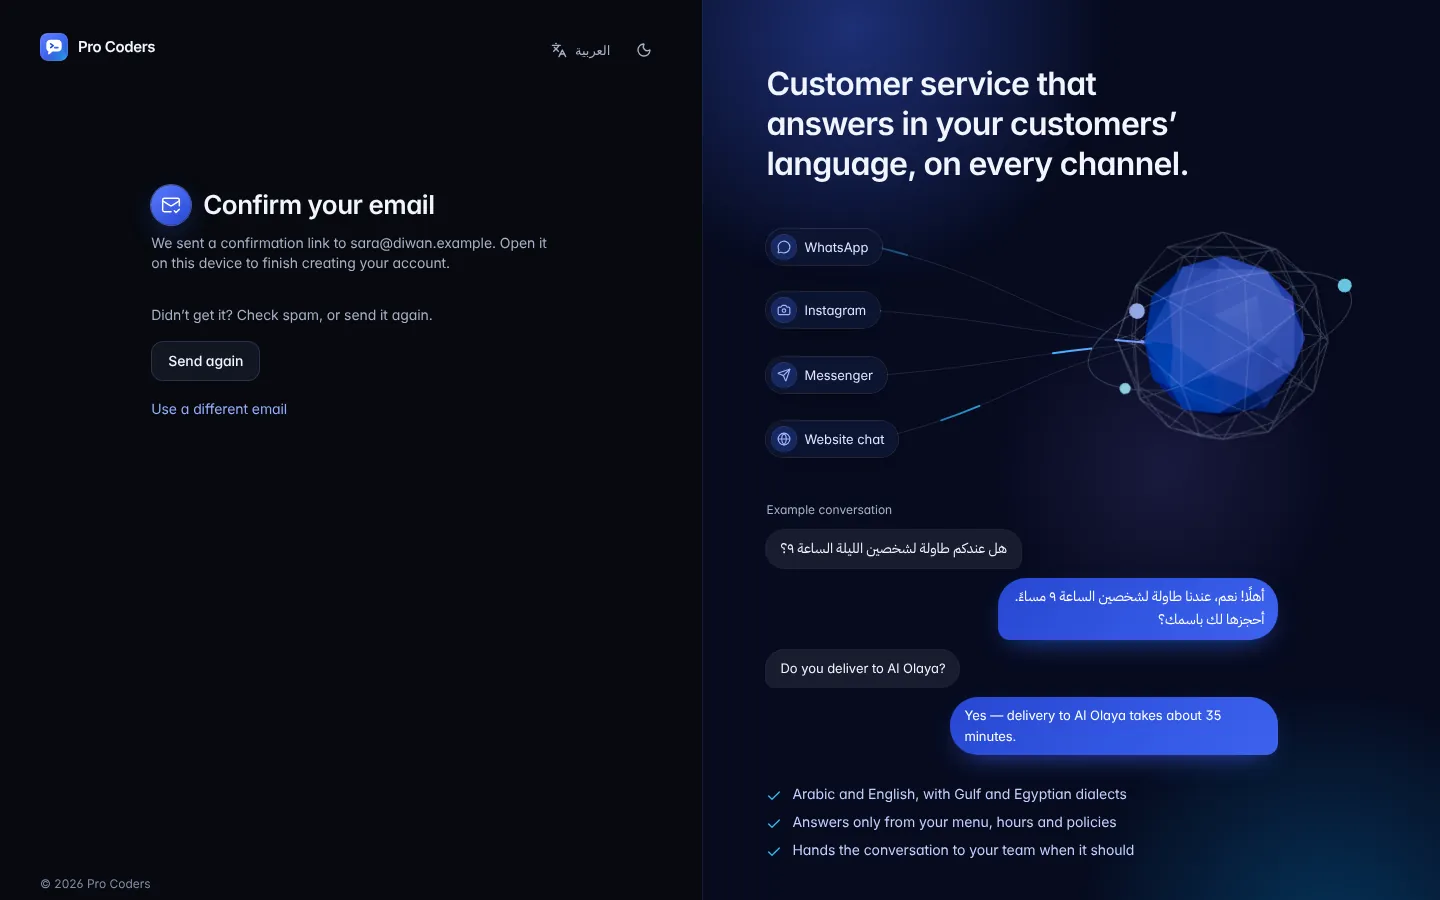 Pro Coders
العربية
Confirm your email
We sent a confirmation link to sara@diwan.example. Open it
on this device to finish creating your account.
Didn’t get it? Check spam, or send it again.
Send again
Use a different email
© 2026 Pro Coders
Customer service that
answers in your customers’
language, on every channel.
WhatsApp
Instagram
Messenger
Website chat
Example conversation
هل عندكم طاولة لشخصين الليلة الساعة ٩؟
أهلًا! نعم، عندنا طاولة لشخصين الساعة ٩ مساءً.
أحجزها لك باسمك؟
Do you deliver to Al Olaya?
Yes — delivery to Al Olaya takes about 35
minutes.
Arabic and English, with Gulf and Egyptian dialects
Answers only from your menu, hours and policies
Hands the conversation to your team when it should